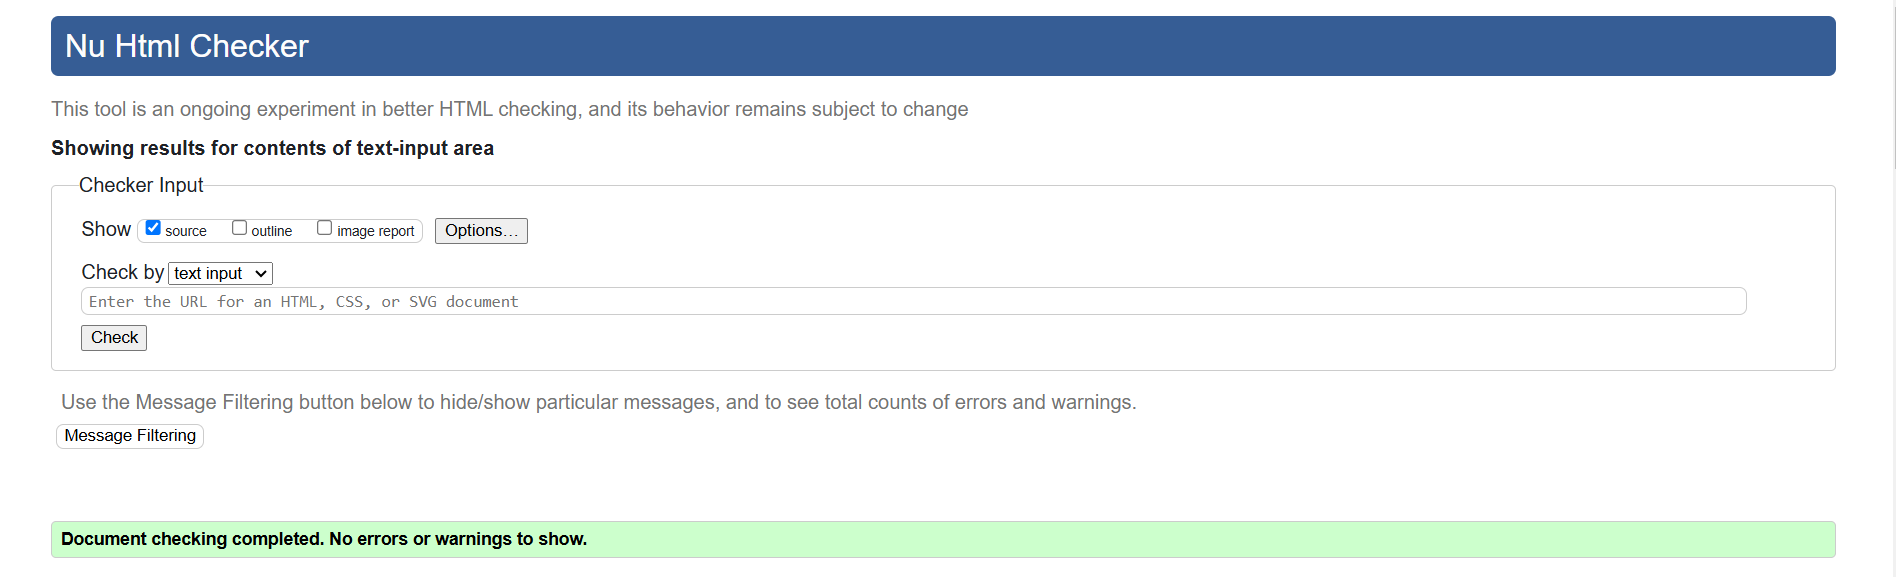 Nu Html Checker
This tool is an ongoing experiment in better HTML checking, and its behavior remains subject to change
Showing results for contents of text-input area
Checker Input
Show source outline image report Options...
Check by text input
Enter the URL for an HTML, CSS, or SVG document
Check
Use the Message Filtering button below to hide/show particular messages, and to see total counts of errors and warnings.
Message Filtering
Document checking completed. No errors or warnings to show.